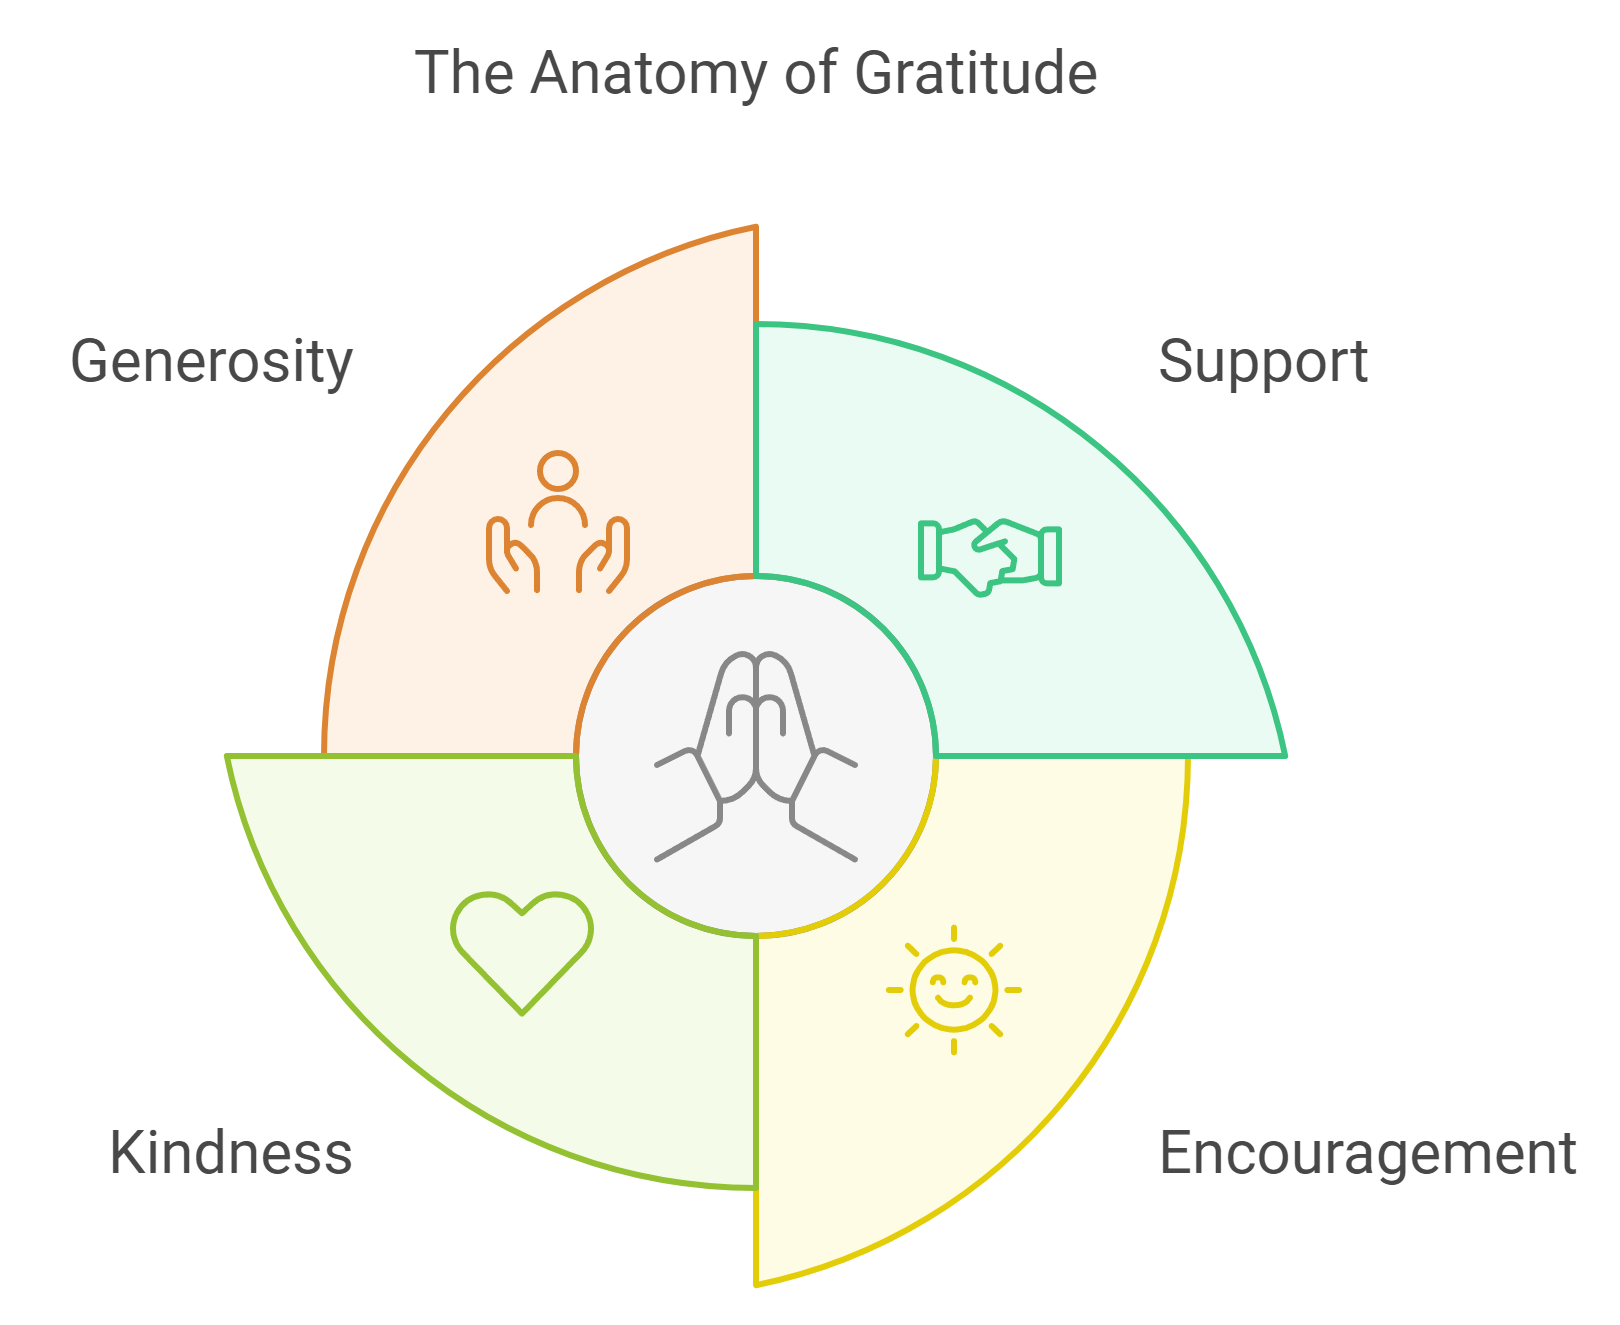 The Anatomy of Gratitude
Generosity
Support
Kindness
Encouragement